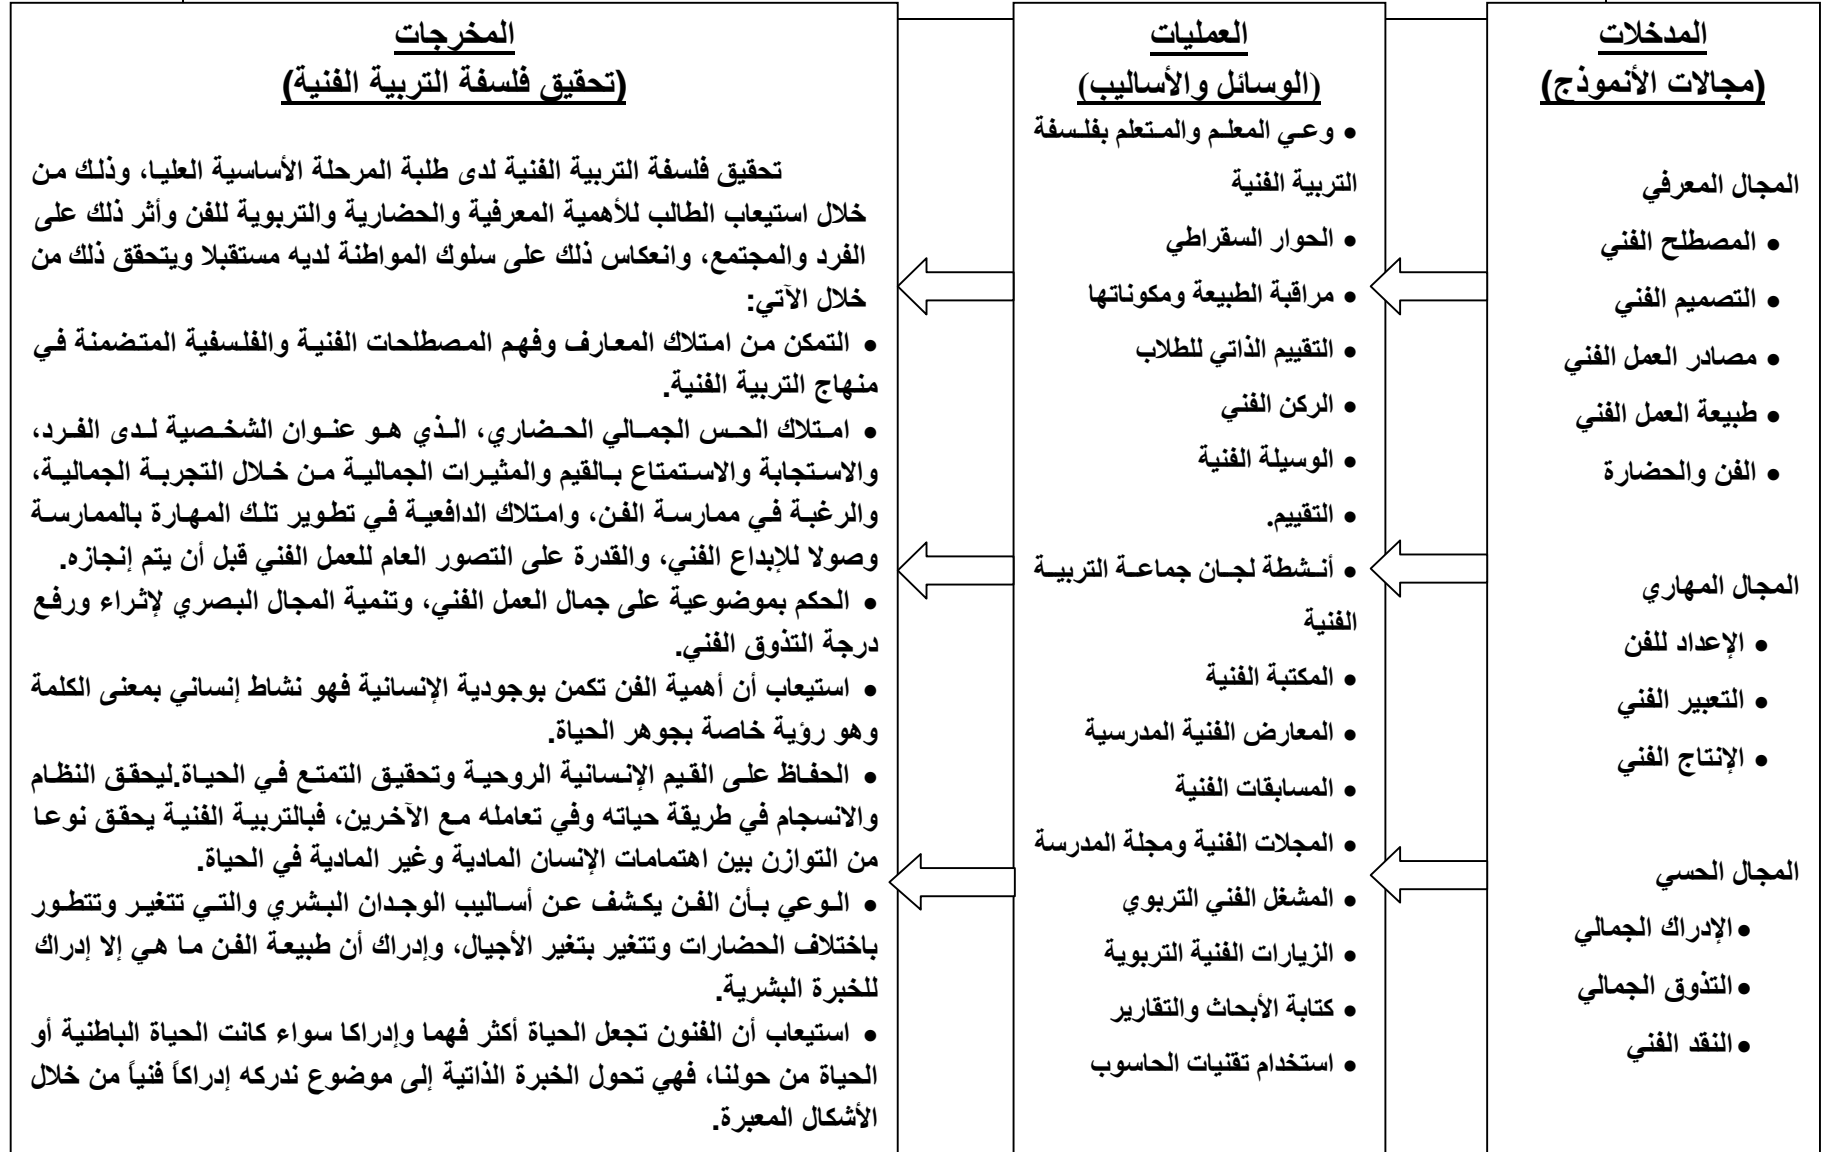 المدخلات
(مجالات الأنموذج)
المجال المعرفي
• المصطلح الفني
• التصميم الفني
• مصادر العمل الفني
• طبيعة العمل الفني
• الفن والحضارة
المجال المهاري
• الإعداد للفن
• التعبير الفني
• الإنتاج الفني
المجال الحسي
• الإدراك الجمالي
• التذوق الجمالي
• النقد الفني
العمليات
(الوسائل والأساليب)
• وعي المعلم والمتعلم بفلسفة
التربية الفنية
• الحوار السقراطي
• مراقبة الطبيعة ومكوناتها
• التقييم الذاتي للطلاب
• الركن الفني
• الوسيلة الفنية
• التقييم.
• أنشطة لجان جماعة التربية
الفنية
• المكتبة الفنية
• المعارض الفنية المدرسية
• المسابقات الفنية
• المجلات الفنية ومجلة المدرسة
• المشغل الفني التربوي
• الزيارات الفنية التربوية
• كتابة الأبحاث والتقارير
• استخدام تقنيات الحاسوب
المخرجات
(تحقيق فلسفة التربية الفنية)
تحقيق فلسفة التربية الفنية لدى طلبة المرحلة الأساسية العليا، وذلك من
خلال استيعاب الطالب للأهمية المعرفية والحضارية والتربوية للفن وأثر ذلك على
الفرد والمجتمع، وانعكاس ذلك على سلوك المواطنة لديه مستقبلا ويتحقق ذلك من
خلال الآتي:
• التمكن من امتلاك المعارف وفهم المصطلحات الفنية والفلسفية المتضمنة في
منهاج التربية الفنية.
• امتلاك الحس الجمالي الحضاري، الذي هو عنوان الشخصية لدى الفرد،
والاستجابة والاستمتاع بالقيم والمثيرات الجمالية من خلال التجربة الجمالية،
والرغبة في ممارسة الفن، وامتلاك الدافعية في تطوير تلك المهارة بالممارسة
وصولا للإبداع الفني، والقدرة على التصور العام للعمل الفني قبل أن يتم إنجازه.
• الحكم بموضوعية على جمال العمل الفني، وتنمية المجال البصري لإثراء ورفع
درجة التذوق الفني.
• استيعاب أن أهمية الفن تكمن بوجودية الإنسانية فهو نشاط إنساني بمعنى الكلمة
وهو رؤية خاصة بجوهر الحياة.
• الحفاظ على القيم الإنسانية الروحية وتحقيق التمتع في الحياة.ليحقق النظام
والانسجام في طريقة حياته وفي تعامله مع الآخرين، فبالتربية الفنية يحقق نوعا
من التوازن بين اهتمامات الإنسان المادية وغير المادية في الحياة.
• الوعي بأن الفن يكشف عن أساليب الوجدان البشري والتي تتغير وتتطور
باختلاف الحضارات وتتغير بتغير الأجيال، وإدراك أن طبيعة الفن ما هي إلا إدراك
للخبرة البشرية.
• استيعاب أن الفنون تجعل الحياة أكثر فهما وإدراكا سواء كانت الحياة الباطنية أو
الحياة من حولنا، فهي تحول الخبرة الذاتية إلى موضوع ندركه إدراكاً فنياً من خلال
الأشكال المعبرة.